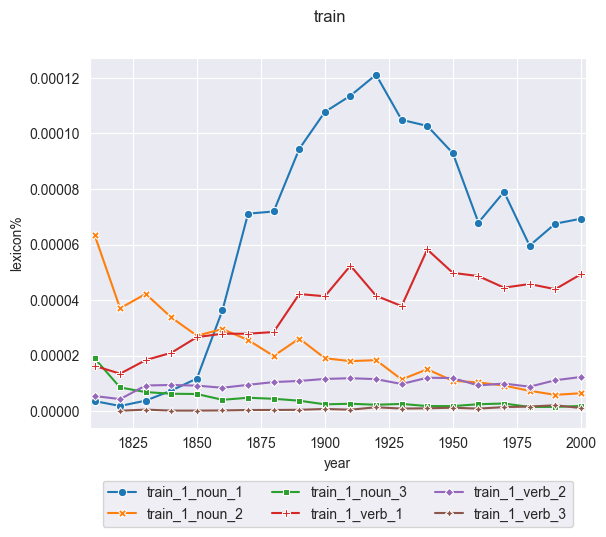 train
0.00012
0.00010
0.00008
0.00006
0.00004
0.00002
0.00000
lexicon%
1825 1850 1875 1900 1925 1950 1975 2000
year
train_1_noun_1 train_1_noun_3 train_1_verb_2
train_1_noun_2 train_1_verb_1 train_1_verb_3